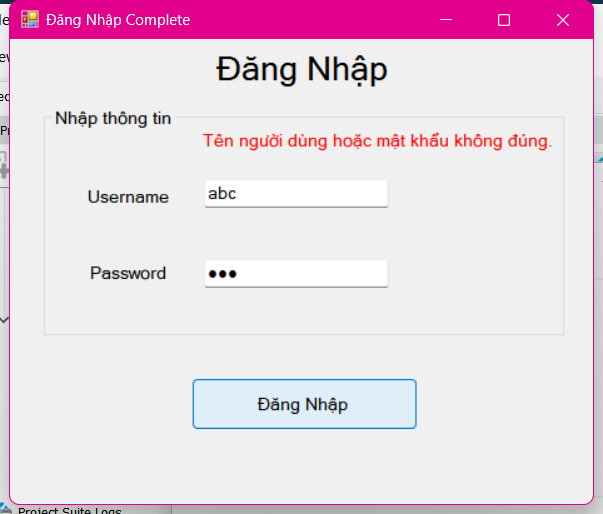 Đăng Nhập Complete
Đăng Nhập
Nhập thông tin
Tên người dùng hoặc mật khẩu không đúng.
Username
abc
Password
●●●
Đăng Nhập
Project Suite Logs